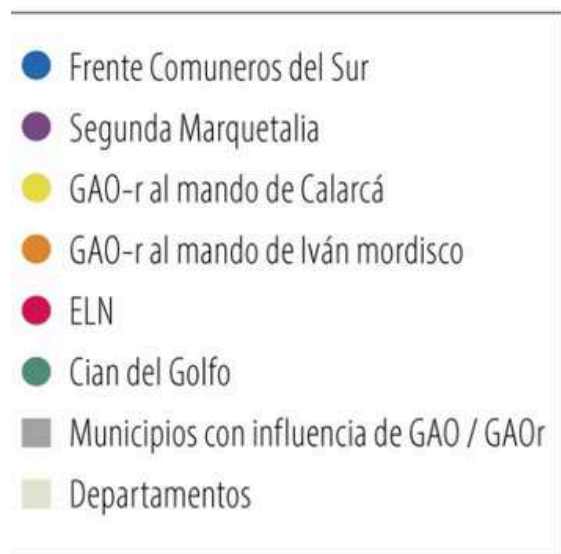 Frente Comuneros del Sur
Segunda Marquetalia
GAO-r al mando de Calarcá
GAO-r al mando de Iván mordisco
ELN
Cian del Golfo
Municipios con influencia de GAO / GAOr
Departamentos